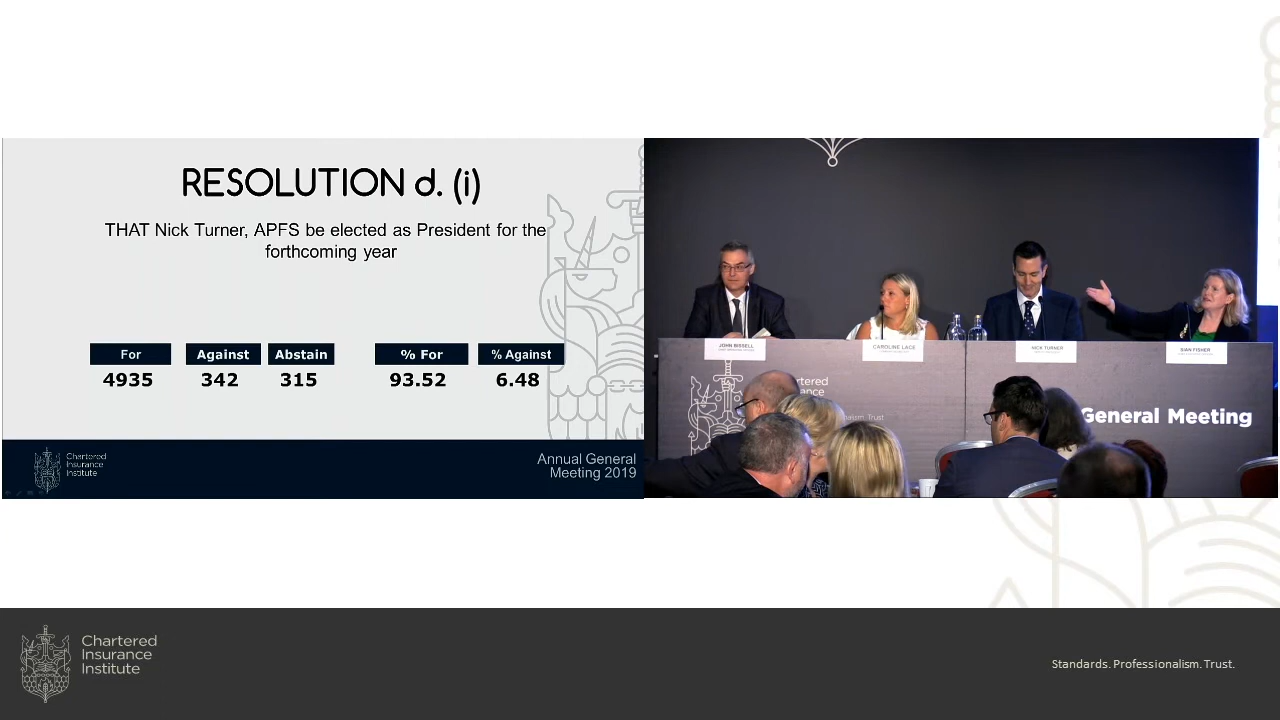 RESOLUTION d. (i)
THAT Nick Turner, APFS be elected as President for the
forthcoming year
For Against Abstain % For % Against
4935 342 315 93.52 6.48
Chartered
Insurance
Institute
Annual General
Meeting 2019
JOHN BISSELL
CAROLINE LACE
NICK TURNER
SIAN FISHER
General Meeting
Chartered
Insurance
Institute
Standards. Professionalism. Trust.